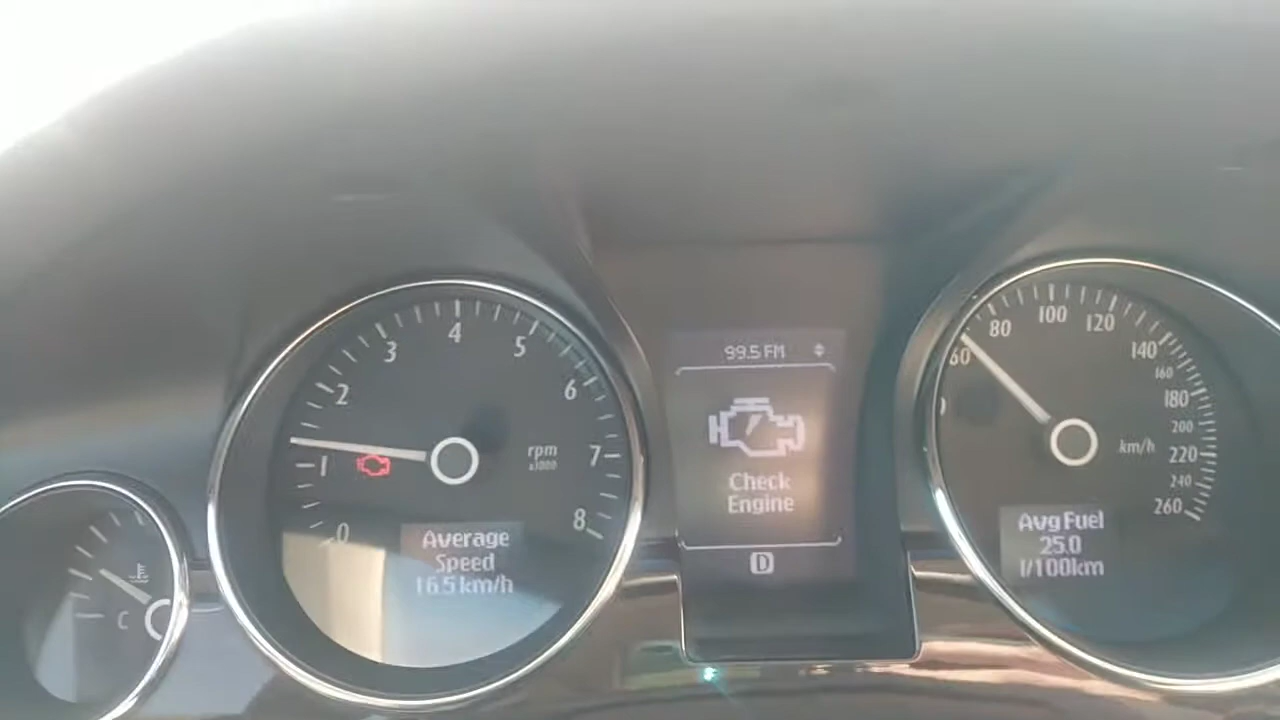 C
0
1
2
3
4
5
6
7
8
rpm
x1000
Average
Speed
16.5 km/h
99.5 FM
Check
Engine
D
60
80
100
120
140
160
180
200
220
240
260
km/h
Avg Fuel
25.0
l/100km